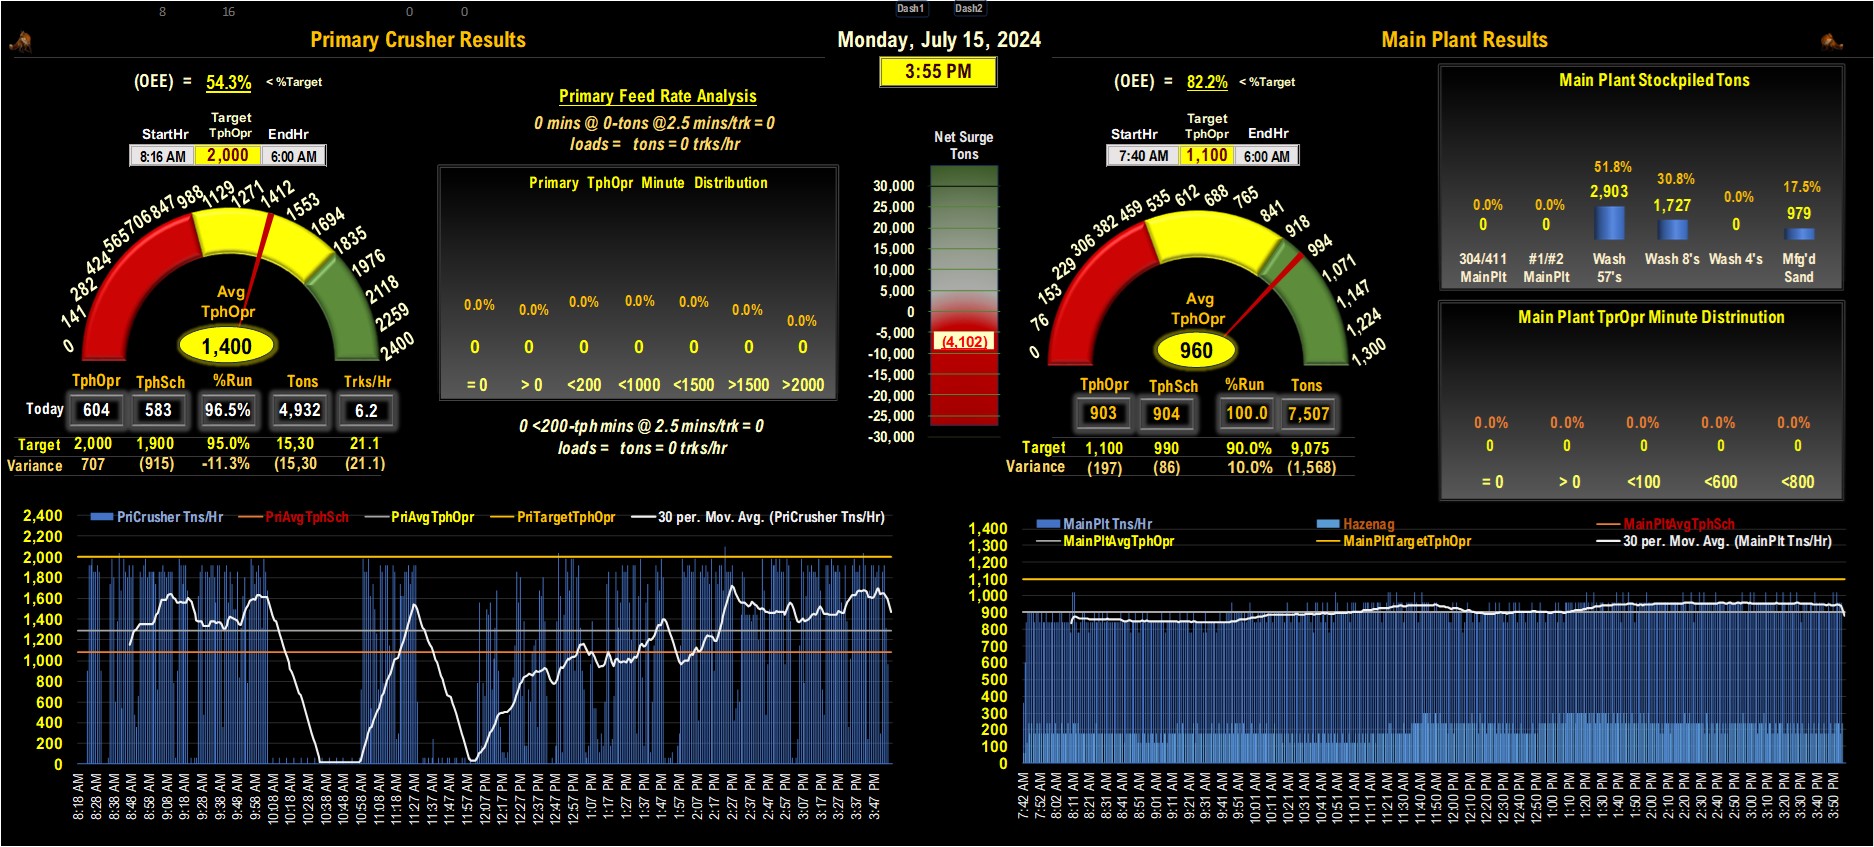 8 16 0 0 Dash1 Dash2
Primary Crusher Results
Monday, July 15, 2024
3:55 PM
Main Plant Results
(OEE) = 54.3% < %Target
StartHr Target TphOpr EndHr
8:16 AM 2,000 6:00 AM
0 141 282 424 565 706 847 988 1129 1271 1412 1553 1694 1835 1976 2118 2259 2400
Avg
TphOpr
1,400
TphOpr TphSch %Run Tons Trks/Hr
Today 604 583 96.5% 4,932 6.2
Target 2,000 1,900 95.0% 15,30 21.1
Variance 707 (915) -11.3% (15,30 (21.1)
Primary Feed Rate Analysis
0 mins @ 0-tons @2.5 mins/trk = 0
loads = tons = 0 trks/hr
Primary TphOpr Minute Distribution
0.0% 0.0% 0.0% 0.0% 0.0% 0.0% 0.0%
0 0 0 0 0 0 0
= 0 > 0 <200 <1000 <1500 >1500 >2000
0 <200-tph mins @ 2.5 mins/trk = 0
loads = tons = 0 trks/hr
Net Surge
Tons
30,000
25,000
20,000
15,000
10,000
5,000
0
-5,000
(4,102)
-10,000
-15,000
-20,000
-25,000
-30,000
(OEE) = 82.2% < %Target
StartHr Target TphOpr EndHr
7:40 AM 1,100 6:00 AM
0 76 153 229 306 382 459 535 612 688 765 841 918 994 1,071 1,147 1,224 1,300
Avg
TphOpr
960
TphOpr TphSch %Run Tons
903 904 100.0 7,507
Target 1,100 990 90.0% 9,075
Variance (197) (86) 10.0% (1,568)
Main Plant Stockpiled Tons
0.0% 0.0% 51.8% 30.8% 0.0% 17.5%
0 0 2,903 1,727 0 979
304/411 #1/#2 Wash Wash 8's Wash 4's Mfg'd
MainPlt MainPlt 57's Sand
Main Plant TprOpr Minute Distrinution
0.0% 0.0% 0.0% 0.0% 0.0%
0 0 0 0 0
= 0 > 0 <100 <600 <800
PriCrusher Tns/Hr PriAvgTphSch PriAvgTphOpr PriTargetTphOpr 30 per. Mov. Avg. (PriCrusher Tns/Hr)
2,400
2,200
2,000
1,800
1,600
1,400
1,200
1,000
800
600
400
200
0
8:18 AM 8:28 AM 8:38 AM 8:48 AM 8:58 AM 9:08 AM 9:18 AM 9:28 AM 9:38 AM 9:48 AM 9:58 AM 10:08 AM 10:18 AM 10:28 AM 10:38 AM 10:48 AM 10:58 AM 11:08 AM 11:18 AM 11:27 AM 11:37 AM 11:47 AM 11:57 AM 12:07 PM 12:17 PM 12:27 PM 12:37 PM 12:47 PM 12:57 PM 1:07 PM 1:17 PM 1:27 PM 1:37 PM 1:47 PM 1:57 PM 2:07 PM 2:17 PM 2:27 PM 2:37 PM 2:47 PM 2:57 PM 3:07 PM 3:17 PM 3:27 PM 3:37 PM 3:47 PM
MainPlt Tns/Hr Hazenag MainPltAvgTphSch
MainPltAvgTphOpr MainPltTargetTphOpr 30 per. Mov. Avg. (MainPlt Tns/Hr)
1,400
1,300
1,200
1,100
1,000
900
800
700
600
500
400
300
200
100
0
7:42 AM 7:52 AM 8:02 AM 8:11 AM 8:21 AM 8:31 AM 8:41 AM 8:51 AM 9:01 AM 9:11 AM 9:21 AM 9:31 AM 9:41 AM 9:51 AM 10:01 AM 10:11 AM 10:21 AM 10:31 AM 10:41 AM 10:51 AM 11:01 AM 11:11 AM 11:21 AM 11:30 AM 11:40 AM 11:50 AM 12:00 PM 12:10 PM 12:20 PM 12:30 PM 12:40 PM 12:50 PM 1:00 PM 1:10 PM 1:20 PM 1:30 PM 1:40 PM 1:50 PM 2:00 PM 2:10 PM 2:20 PM 2:30 PM 2:40 PM 2:50 PM 3:00 PM 3:10 PM 3:20 PM 3:30 PM 3:40 PM 3:50 PM